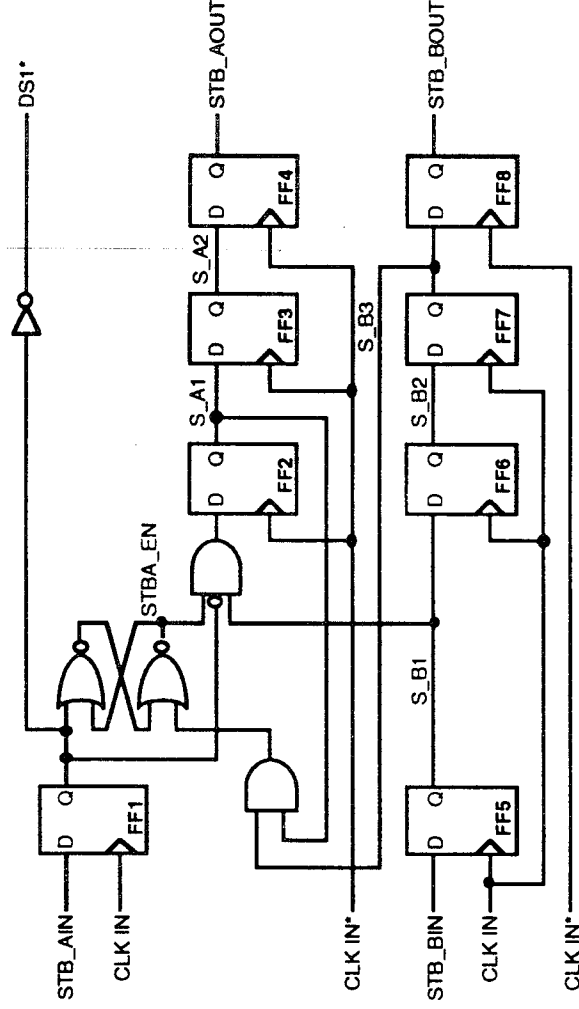 DS1*
STB_AIN
D Q
FF1
CLK IN
STBA_EN
D Q
FF2
S_A1
D Q
FF3
S_A2
D Q
FF4
STB_AOUT
CLK IN*
S_B3
STB_BIN
D Q
FF5
CLK IN
S_B1
D Q
FF6
S_B2
D Q
FF7
D Q
FF8
STB_BOUT
CLK IN*